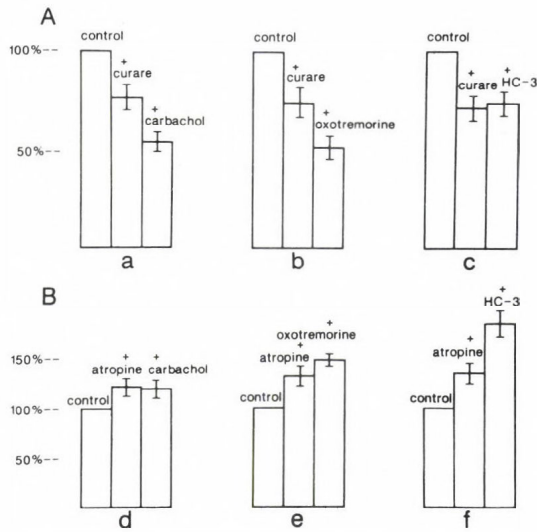 A
control
+
curare
+
carbachol
100%--
50%--
a
control
+
curare
+
oxotremorine
b
control
+
curare
+
HC-3
c
B
control
+
atropine
+
carbachol
150%--
100%--
50%--
d
control
+
atropine
+
oxotremorine
e
control
+
atropine
+
HC-3
f